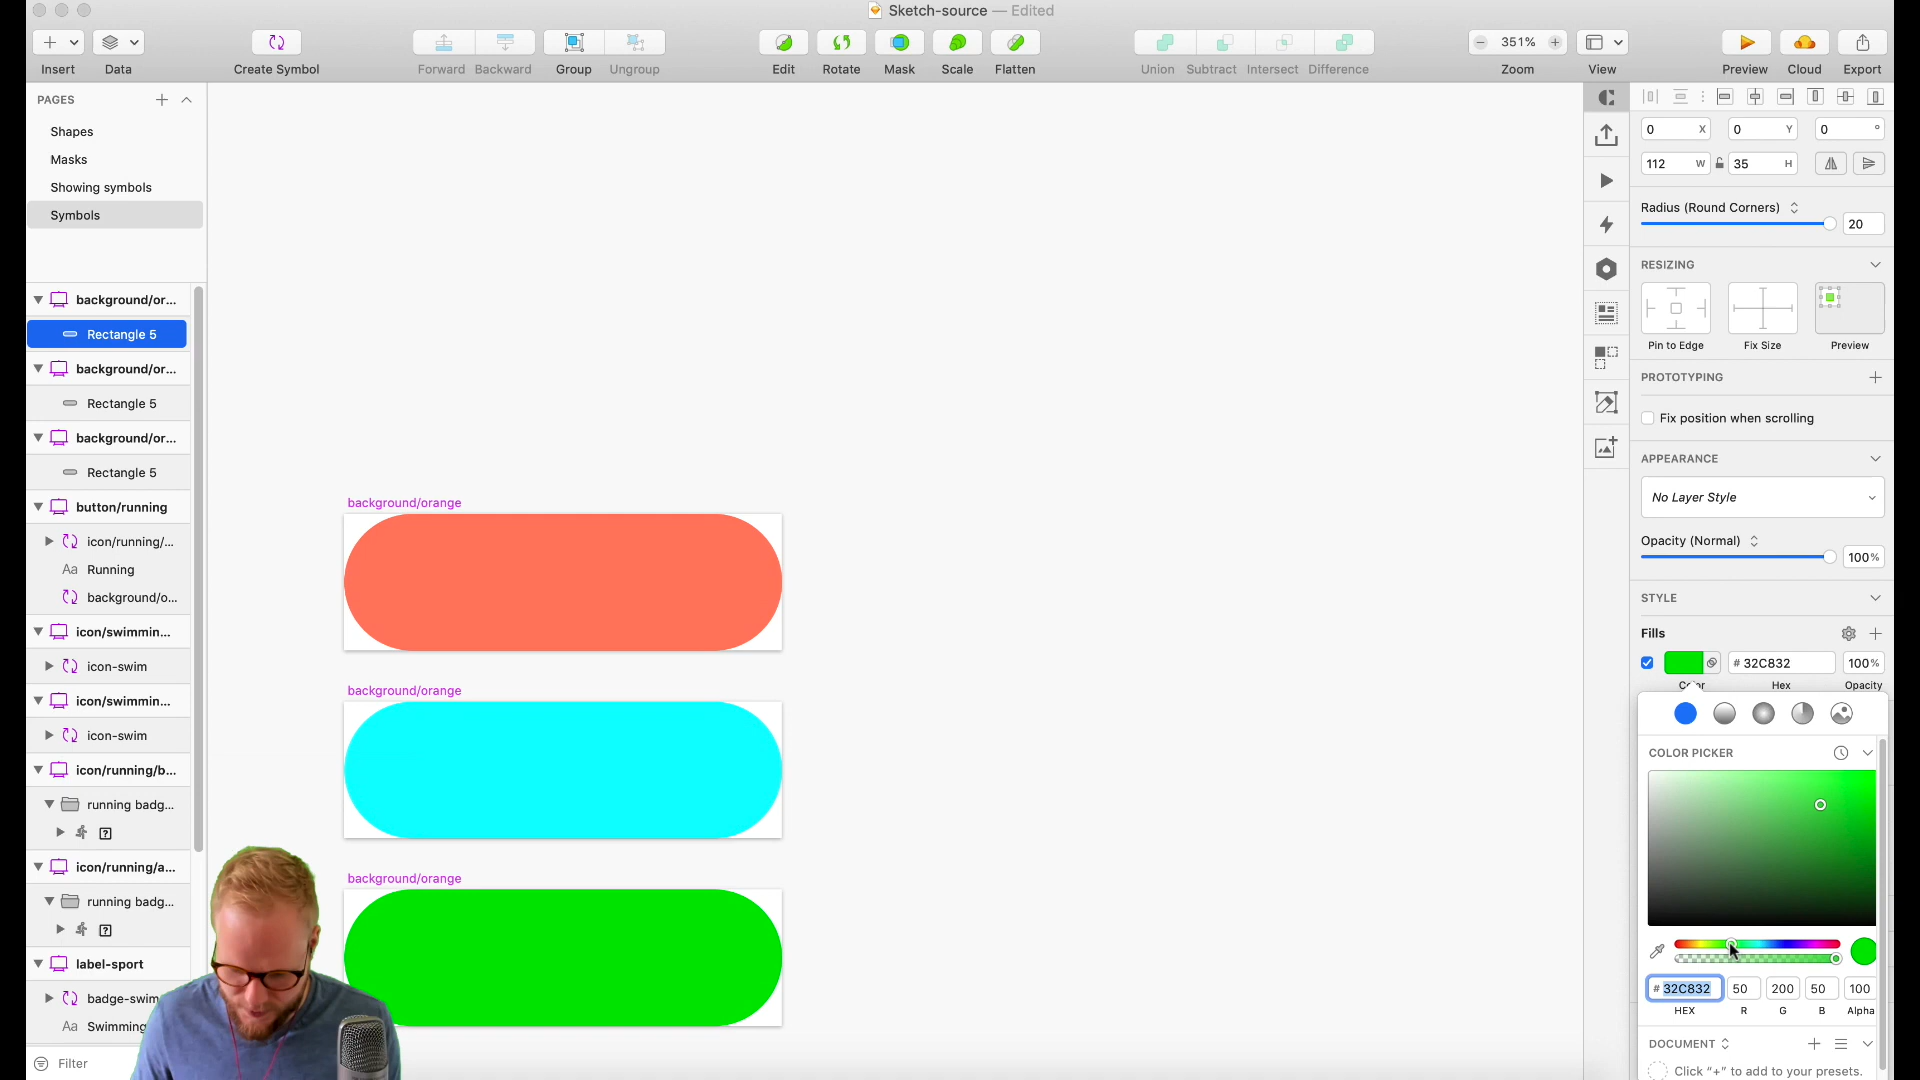 Sketch-source — Edited
Insert
Data
Create Symbol
Forward
Backward
Group
Ungroup
Edit
Rotate
Mask
Scale
Flatten
Union
Subtract
Intersect
Difference
351%
Zoom
View
Preview
Cloud
Export
PAGES
Shapes
Masks
Showing symbols
Symbols
background/or...
Rectangle 5
background/or...
Rectangle 5
background/or...
Rectangle 5
button/running
icon/running/...
Aa Running
background/o...
icon/swimmin...
icon-swim
icon/swimmin...
icon-swim
icon/running/b...
running badg...
?
icon/running/a...
running badg...
?
label-sport
badge-swim
Aa Swimming
Filter
background/orange
background/orange
background/orange
0 X
0 Y
0 °
112 W
35 H
Radius (Round Corners)
20
RESIZING
Pin to Edge
Fix Size
Preview
PROTOTYPING
Fix position when scrolling
APPEARANCE
No Layer Style
Opacity (Normal)
100%
STYLE
Fills
# 32C832
100%
Color
Hex
Opacity
COLOR PICKER
# 32C832
50
200
50
100
HEX
R
G
B
Alpha
DOCUMENT
Click "+" to add to your presets.